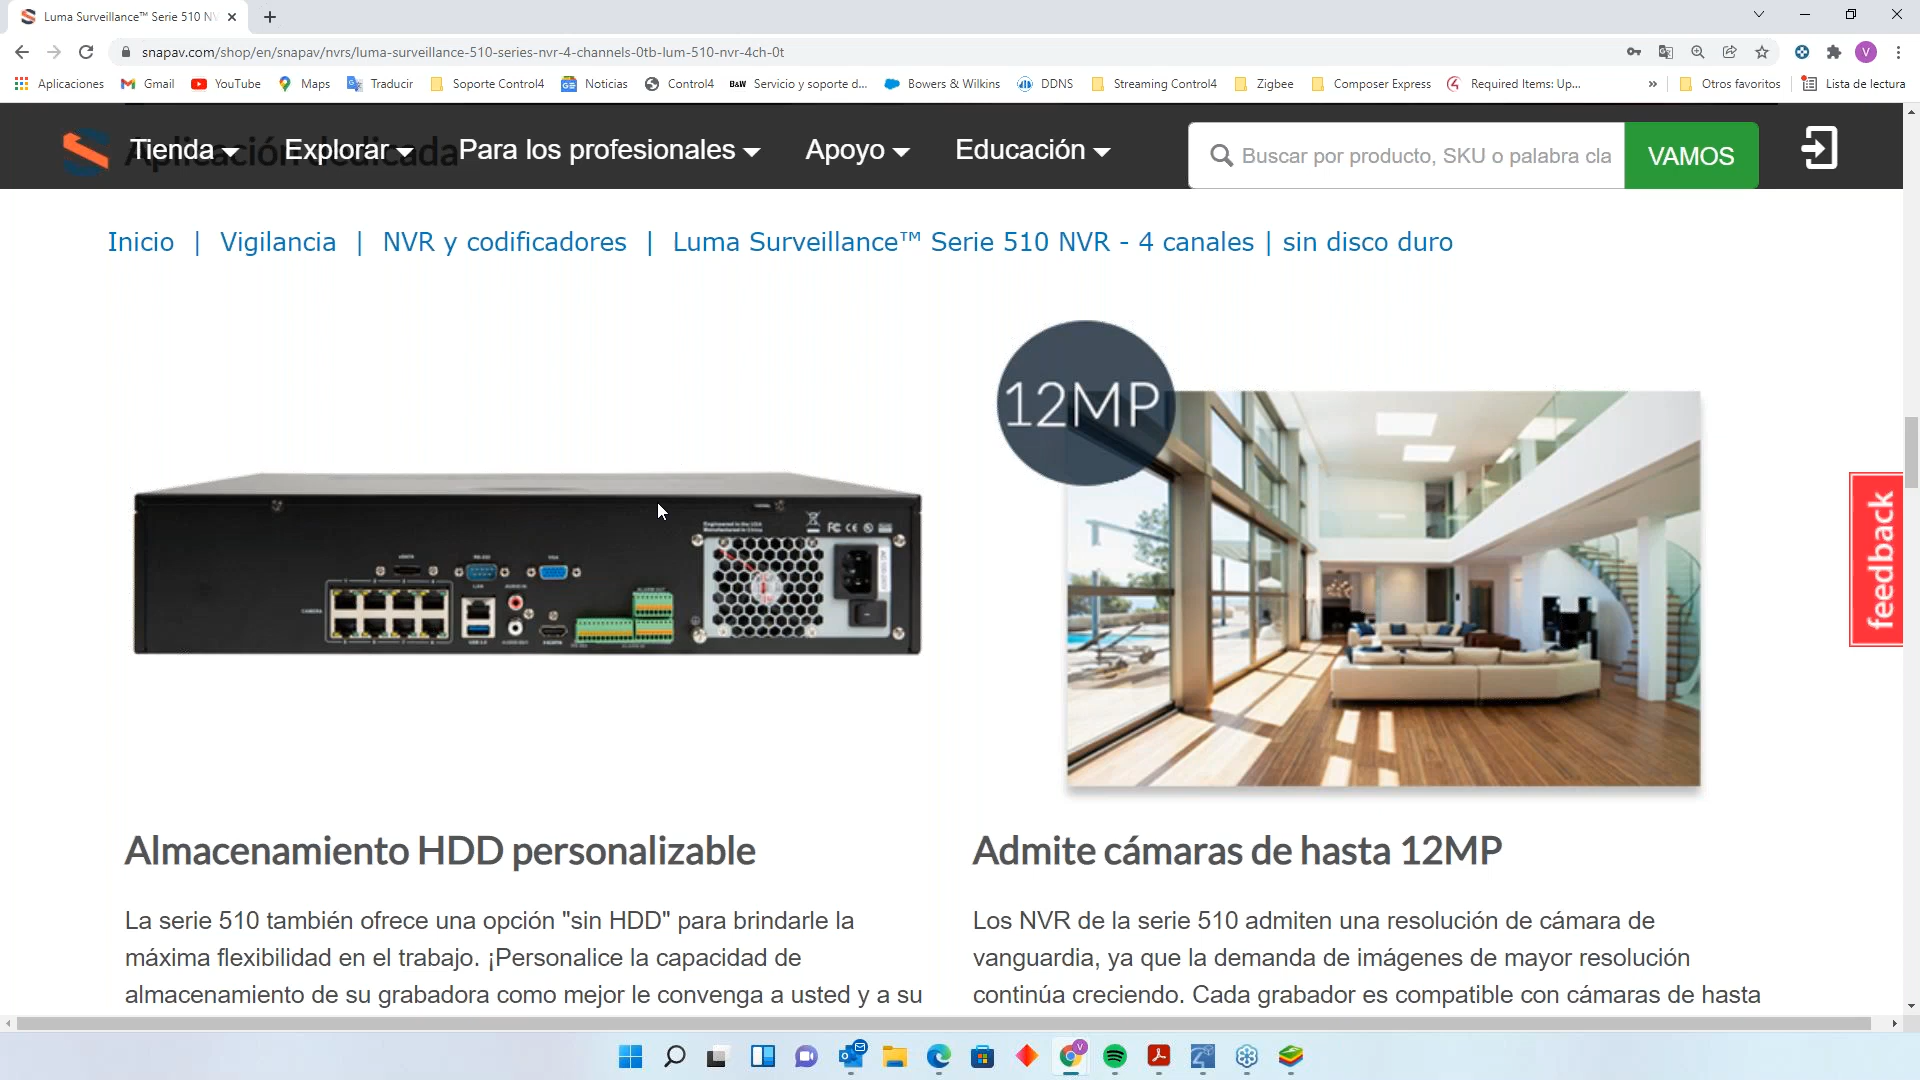 Luma Surveillance™ Serie 510 NV
snapav.com/shop/en/snapav/nvrs/luma-surveillance-510-series-nvr-4-channels-0tb-lum-510-nvr-4ch-0t
V
Aplicaciones
Gmail
YouTube
Maps
Traducir
Soporte Control4
Noticias
Control4
B&W Servicio y soporte d...
Bowers & Wilkins
DDNS
Streaming Control4
Zigbee
Composer Express
Required Items: Up...
»
Otros favoritos
Lista de lectura
Aplicación dedicada
Tienda
Explorar
Para los profesionales
Apoyo
Educación
Buscar por producto, SKU o palabra cla
VAMOS
Inicio | Vigilancia | NVR y codificadores | Luma Surveillance™ Serie 510 NVR - 4 canales | sin disco duro
12MP
feedback
Almacenamiento HDD personalizable
La serie 510 también ofrece una opción "sin HDD" para brindarle la
máxima flexibilidad en el trabajo. ¡Personalice la capacidad de
almacenamiento de su grabadora como mejor le convenga a usted y a su
Admite cámaras de hasta 12MP
Los NVR de la serie 510 admiten una resolución de cámara de
vanguardia, ya que la demanda de imágenes de mayor resolución
continúa creciendo. Cada grabador es compatible con cámaras de hasta